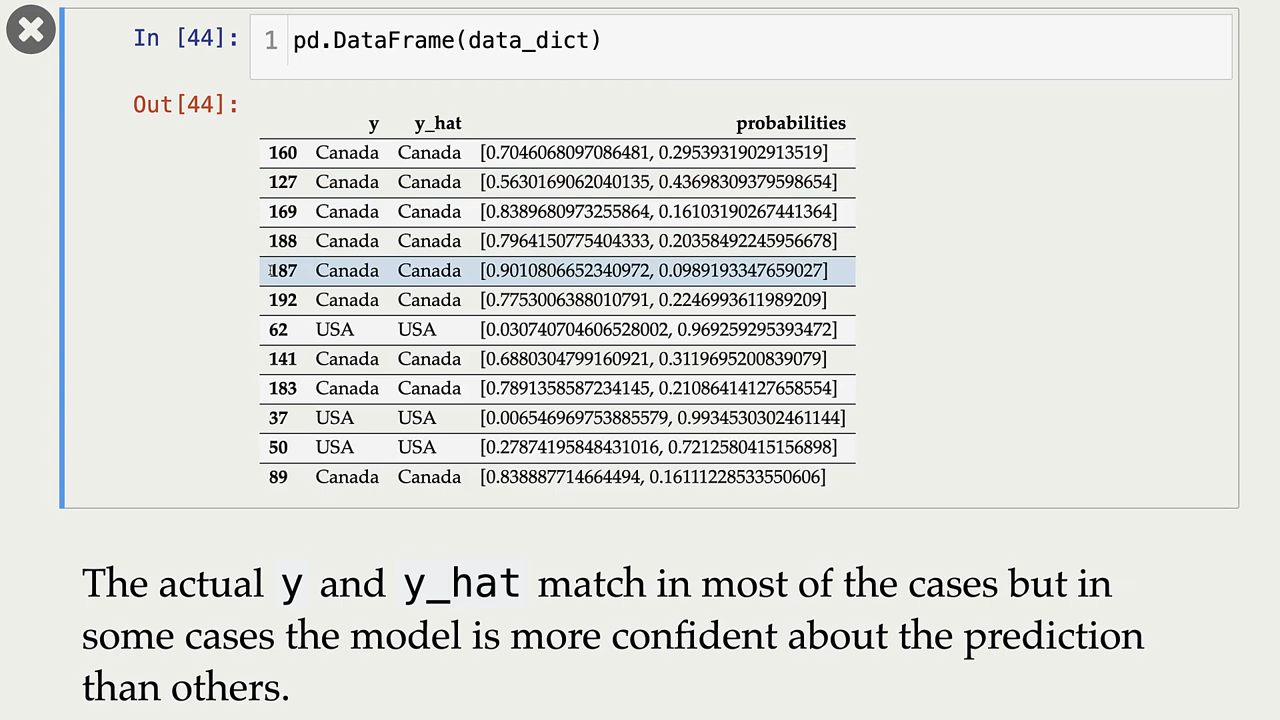 In [44]: 1 pd.DataFrame(data_dict)
Out[44]:
y y_hat probabilities
160 Canada Canada [0.7046068097086481, 0.2953931902913519]
127 Canada Canada [0.5630169062040135, 0.43698309379598654]
169 Canada Canada [0.8389680973255864, 0.16103190267441364]
188 Canada Canada [0.7964150775404333, 0.20358492245956678]
187 Canada Canada [0.9010806652340972, 0.0989193347659027]
192 Canada Canada [0.7753006388010791, 0.2246993611989209]
62 USA USA [0.030740704606528002, 0.969259295393472]
141 Canada Canada [0.6880304799160921, 0.3119695200839079]
183 Canada Canada [0.7891358587234145, 0.21086414127658554]
37 USA USA [0.006546969753885579, 0.9934530302461144]
50 USA USA [0.27874195848431016, 0.7212580415156898]
89 Canada Canada [0.838887714664494, 0.16111228533550606]
The actual y and y_hat match in most of the cases but in
some cases the model is more confident about the prediction
than others.